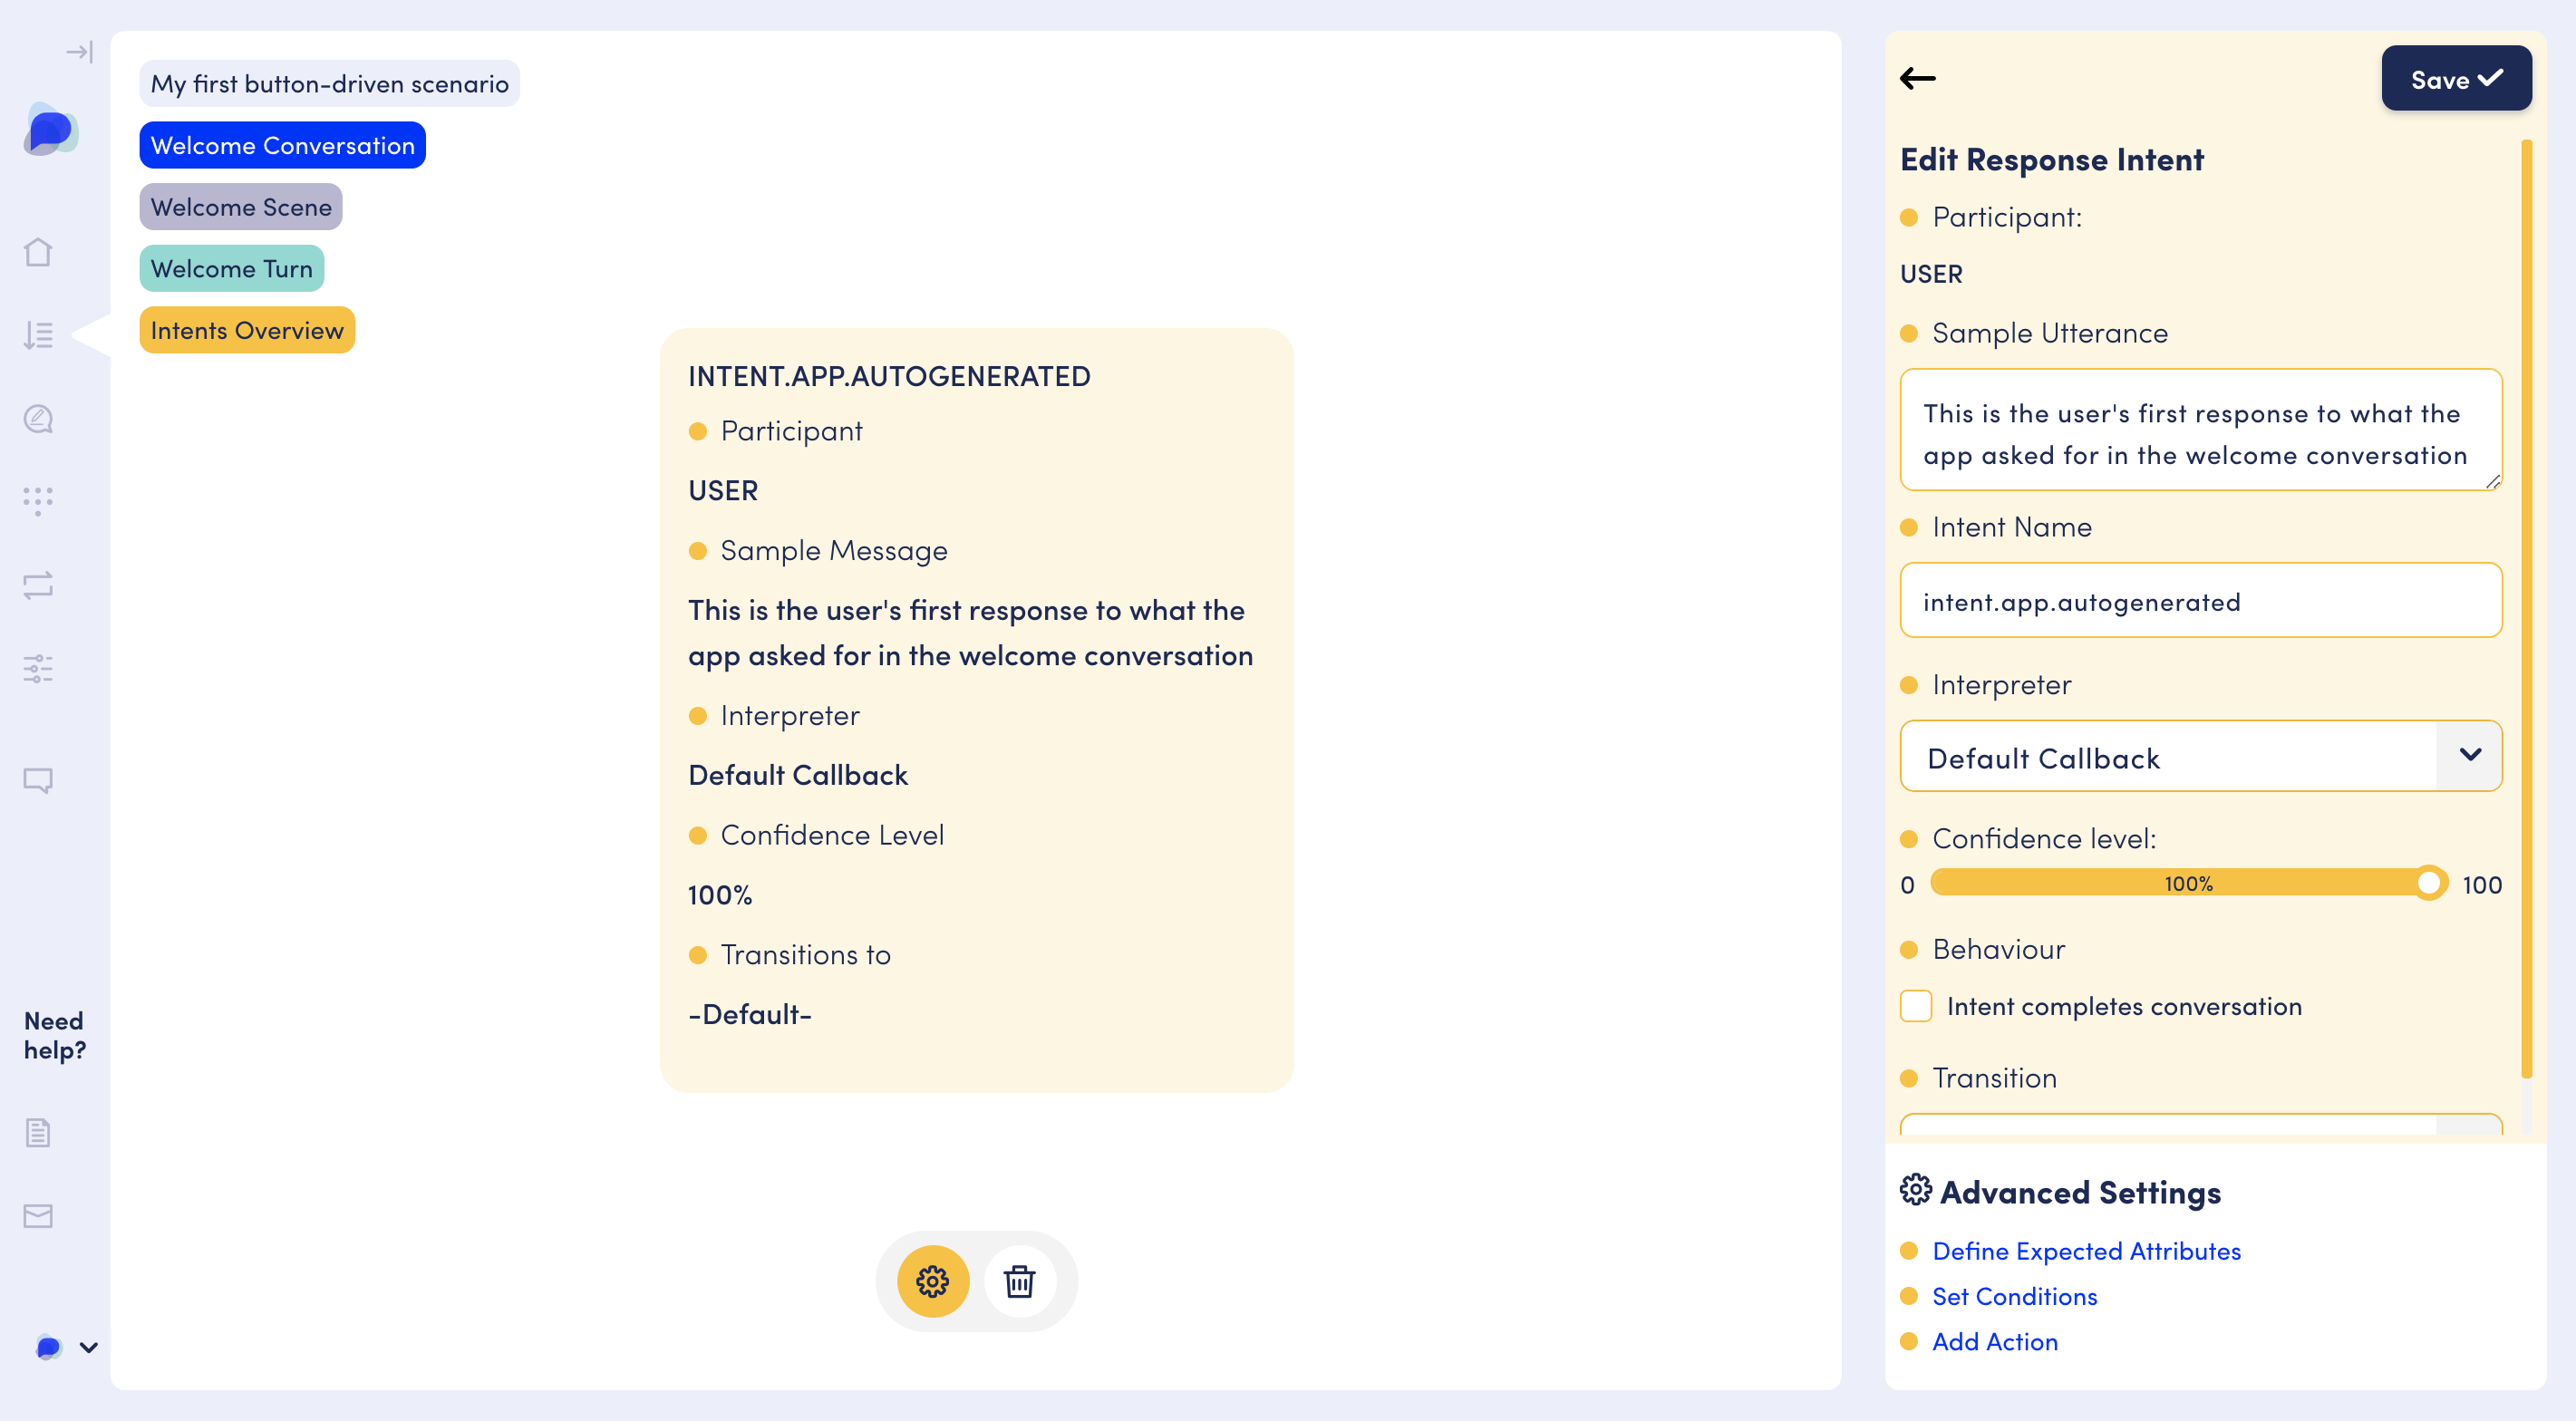 My first button-driven scenario
Welcome Conversation
Welcome Scene
Welcome Turn
Intents Overview
Need
help?
INTENT.APP.AUTOGENERATED
Participant
USER
Sample Message
This is the user's first response to what the
app asked for in the welcome conversation
Interpreter
Default Callback
Confidence Level
100%
Transitions to
-Default-
Save
Edit Response Intent
Participant:
USER
Sample Utterance
This is the user's first response to what the
app asked for in the welcome conversation
Intent Name
intent.app.autogenerated
Interpreter
Default Callback
Confidence level:
0 100% 100
Behaviour
Intent completes conversation
Transition
Advanced Settings
Define Expected Attributes
Set Conditions
Add Action